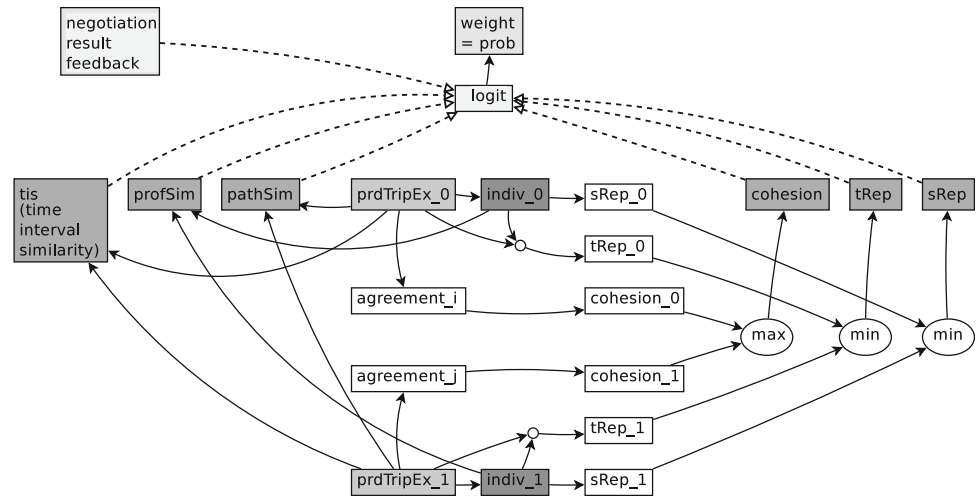 negotiation
result
feedback
weight
= prob
logit
tis
(time
interval
similarity)
profSim
pathSim
prdTripEx_0
indiv_0
sRep_0
cohesion
tRep
sRep
tRep_0
agreement_i
cohesion_0
max
min
min
agreement_j
cohesion_1
tRep_1
prdTripEx_1
indiv_1
sRep_1